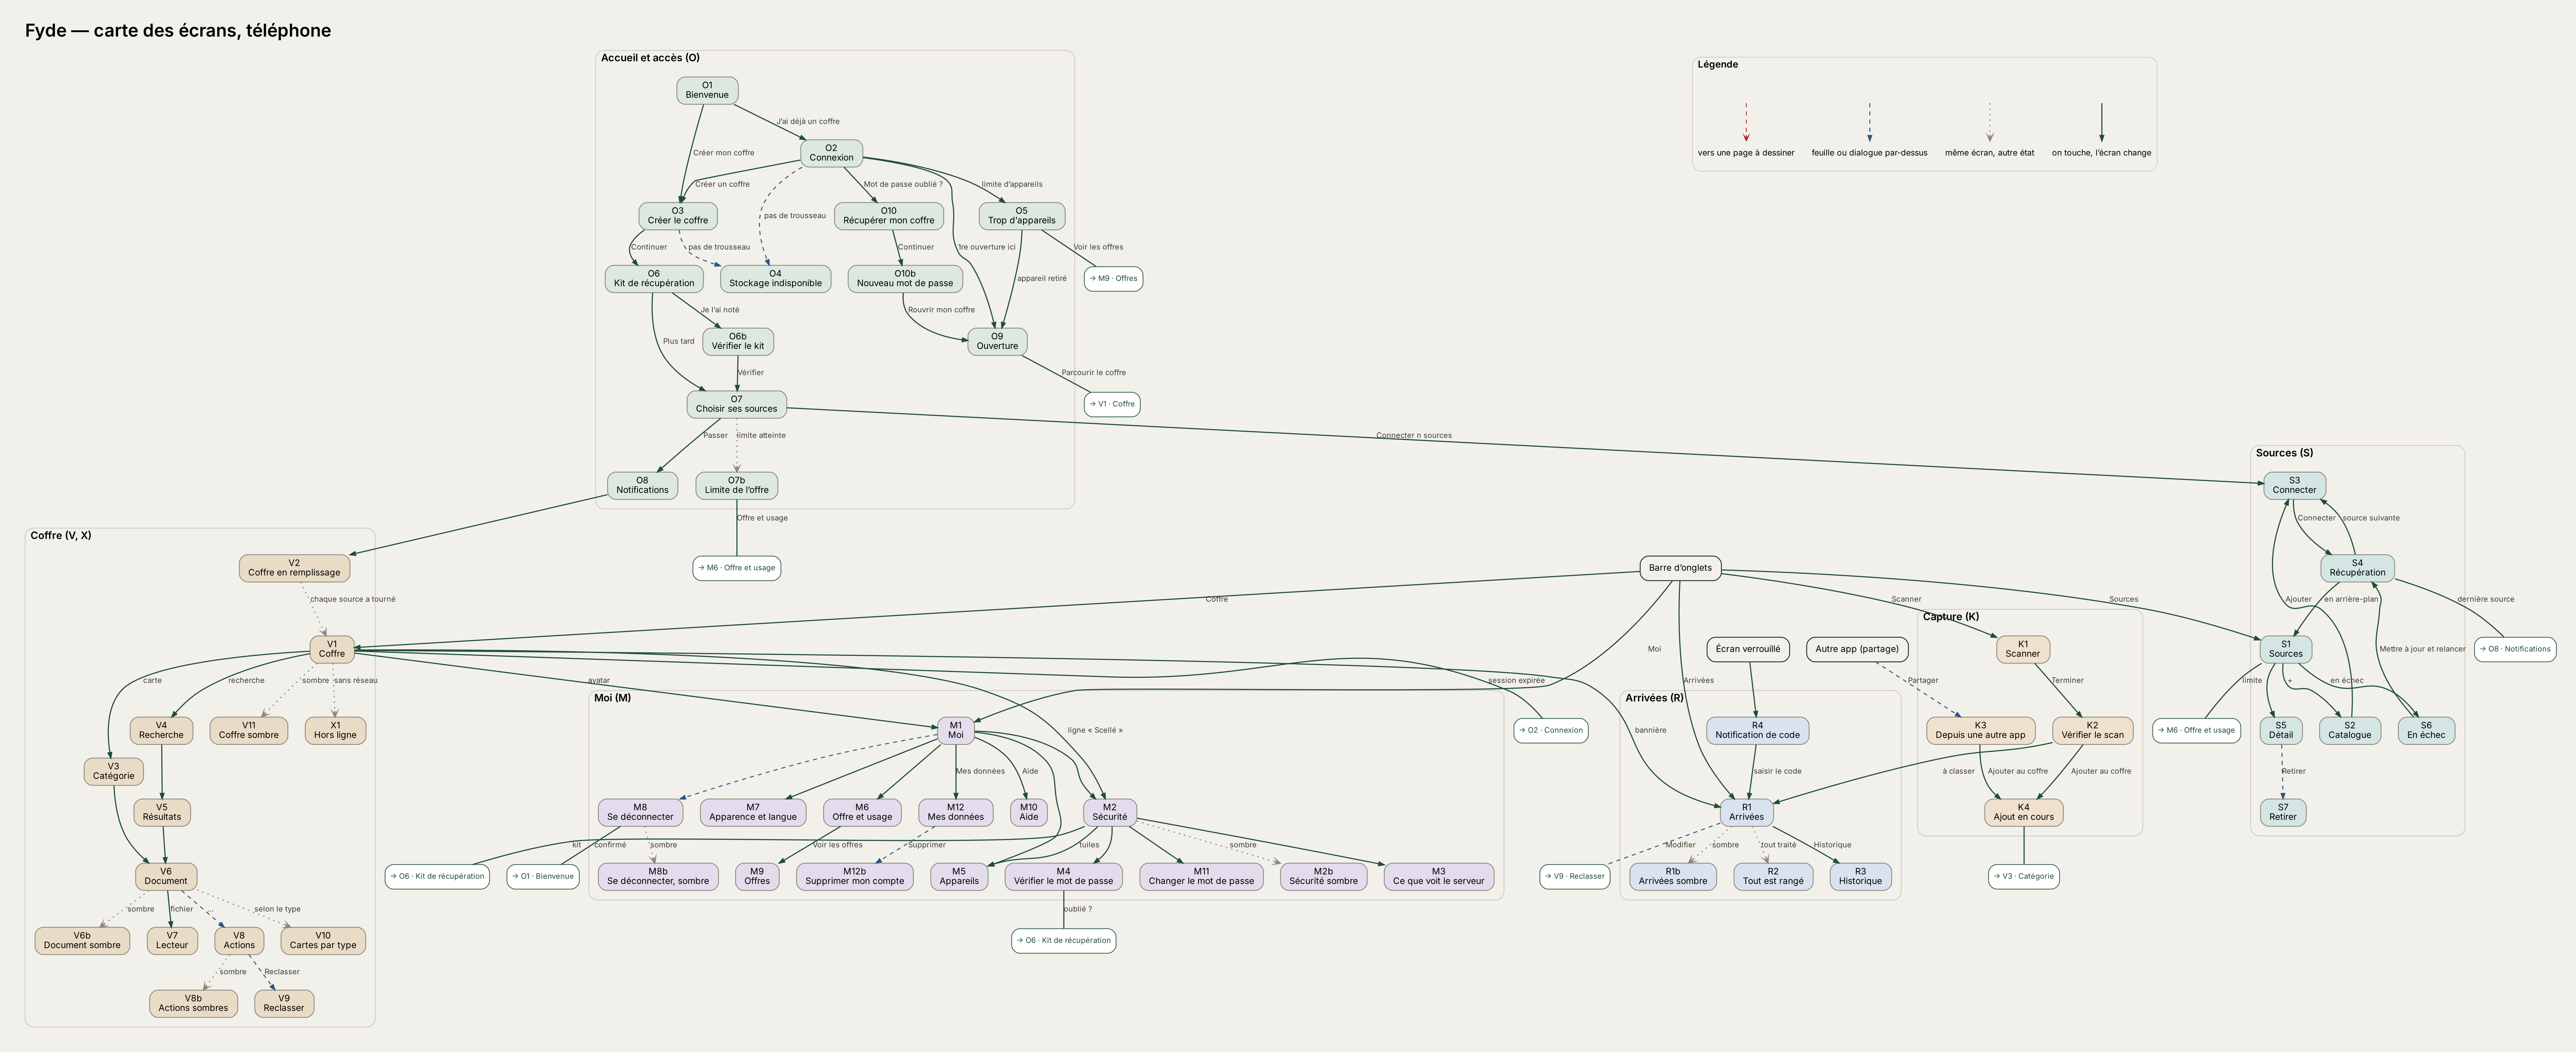 Fyde — carte des écrans, téléphone
Accueil et accès (O)
O1
Bienvenue
J'ai déjà un coffre
Créer mon coffre
O2
Connexion
Créer un coffre
pas de trousseau
Mot de passe oublié ?
1re ouverture ici
limite d'appareils
O3
Créer le coffre
O10
Récupérer mon coffre
O5
Trop d'appareils
Continuer
pas de trousseau
Continuer
appareil retiré
Voir les offres
O6
Kit de récupération
O4
Stockage indisponible
O10b
Nouveau mot de passe
→ M9 · Offres
Je l'ai noté
Plus tard
Rouvrir mon coffre
O6b
Vérifier le kit
O9
Ouverture
Vérifier
Parcourir le coffre
O7
Choisir ses sources
→ V1 · Coffre
Passer
limite atteinte
Connecter n sources
O8
Notifications
O7b
Limite de l'offre
Offre et usage
→ M6 · Offre et usage
Légende
vers une page à dessiner
feuille ou dialogue par-dessus
même écran, autre état
on touche, l'écran change
Coffre (V, X)
V2
Coffre en remplissage
chaque source a tourné
V1
Coffre
carte
recherche
sombre
sans réseau
avatar
ligne « Scellé »
session expirée
bannière
V4
Recherche
V11
Coffre sombre
X1
Hors ligne
V3
Catégorie
V5
Résultats
V6
Document
sombre
fichier
...
selon le type
V6b
Document sombre
V7
Lecteur
V8
Actions
V10
Cartes par type
sombre
Reclasser
V8b
Actions sombres
V9
Reclasser
Barre d'onglets
Coffre
Moi
Arrivées
Scanner
Sources
Écran verrouillé
Autre app (partage)
Partager
Moi (M)
M1
Moi
→ O2 · Connexion
Mes données
Aide
M8
Se déconnecter
M7
Apparence et langue
M6
Offre et usage
M12
Mes données
M10
Aide
M2
Sécurité
kit
confirmé
sombre
Voir les offres
Supprimer
tuiles
sombre
→ O6 · Kit de récupération
→ O1 · Bienvenue
M8b
Se déconnecter, sombre
M9
Offres
M12b
Supprimer mon compte
M5
Appareils
M4
Vérifier le mot de passe
M11
Changer le mot de passe
M2b
Sécurité sombre
M3
Ce que voit le serveur
oublié ?
→ O6 · Kit de récupération
Arrivées (R)
R4
Notification de code
saisir le code
R1
Arrivées
Modifier
sombre
tout traité
Historique
→ V9 · Reclasser
R1b
Arrivées sombre
R2
Tout est rangé
R3
Historique
Capture (K)
K1
Scanner
Terminer
K3
Depuis une autre app
K2
Vérifier le scan
à classer
Ajouter au coffre
Ajouter au coffre
K4
Ajout en cours
→ V3 · Catégorie
Sources (S)
S3
Connecter
Connecter
source suivante
S4
Récupération
Ajouter
en arrière-plan
dernière source
S1
Sources
Mettre à jour et relancer
→ O8 · Notifications
limite
+
en échec
→ M6 · Offre et usage
S5
Détail
S2
Catalogue
S6
En échec
Retirer
S7
Retirer